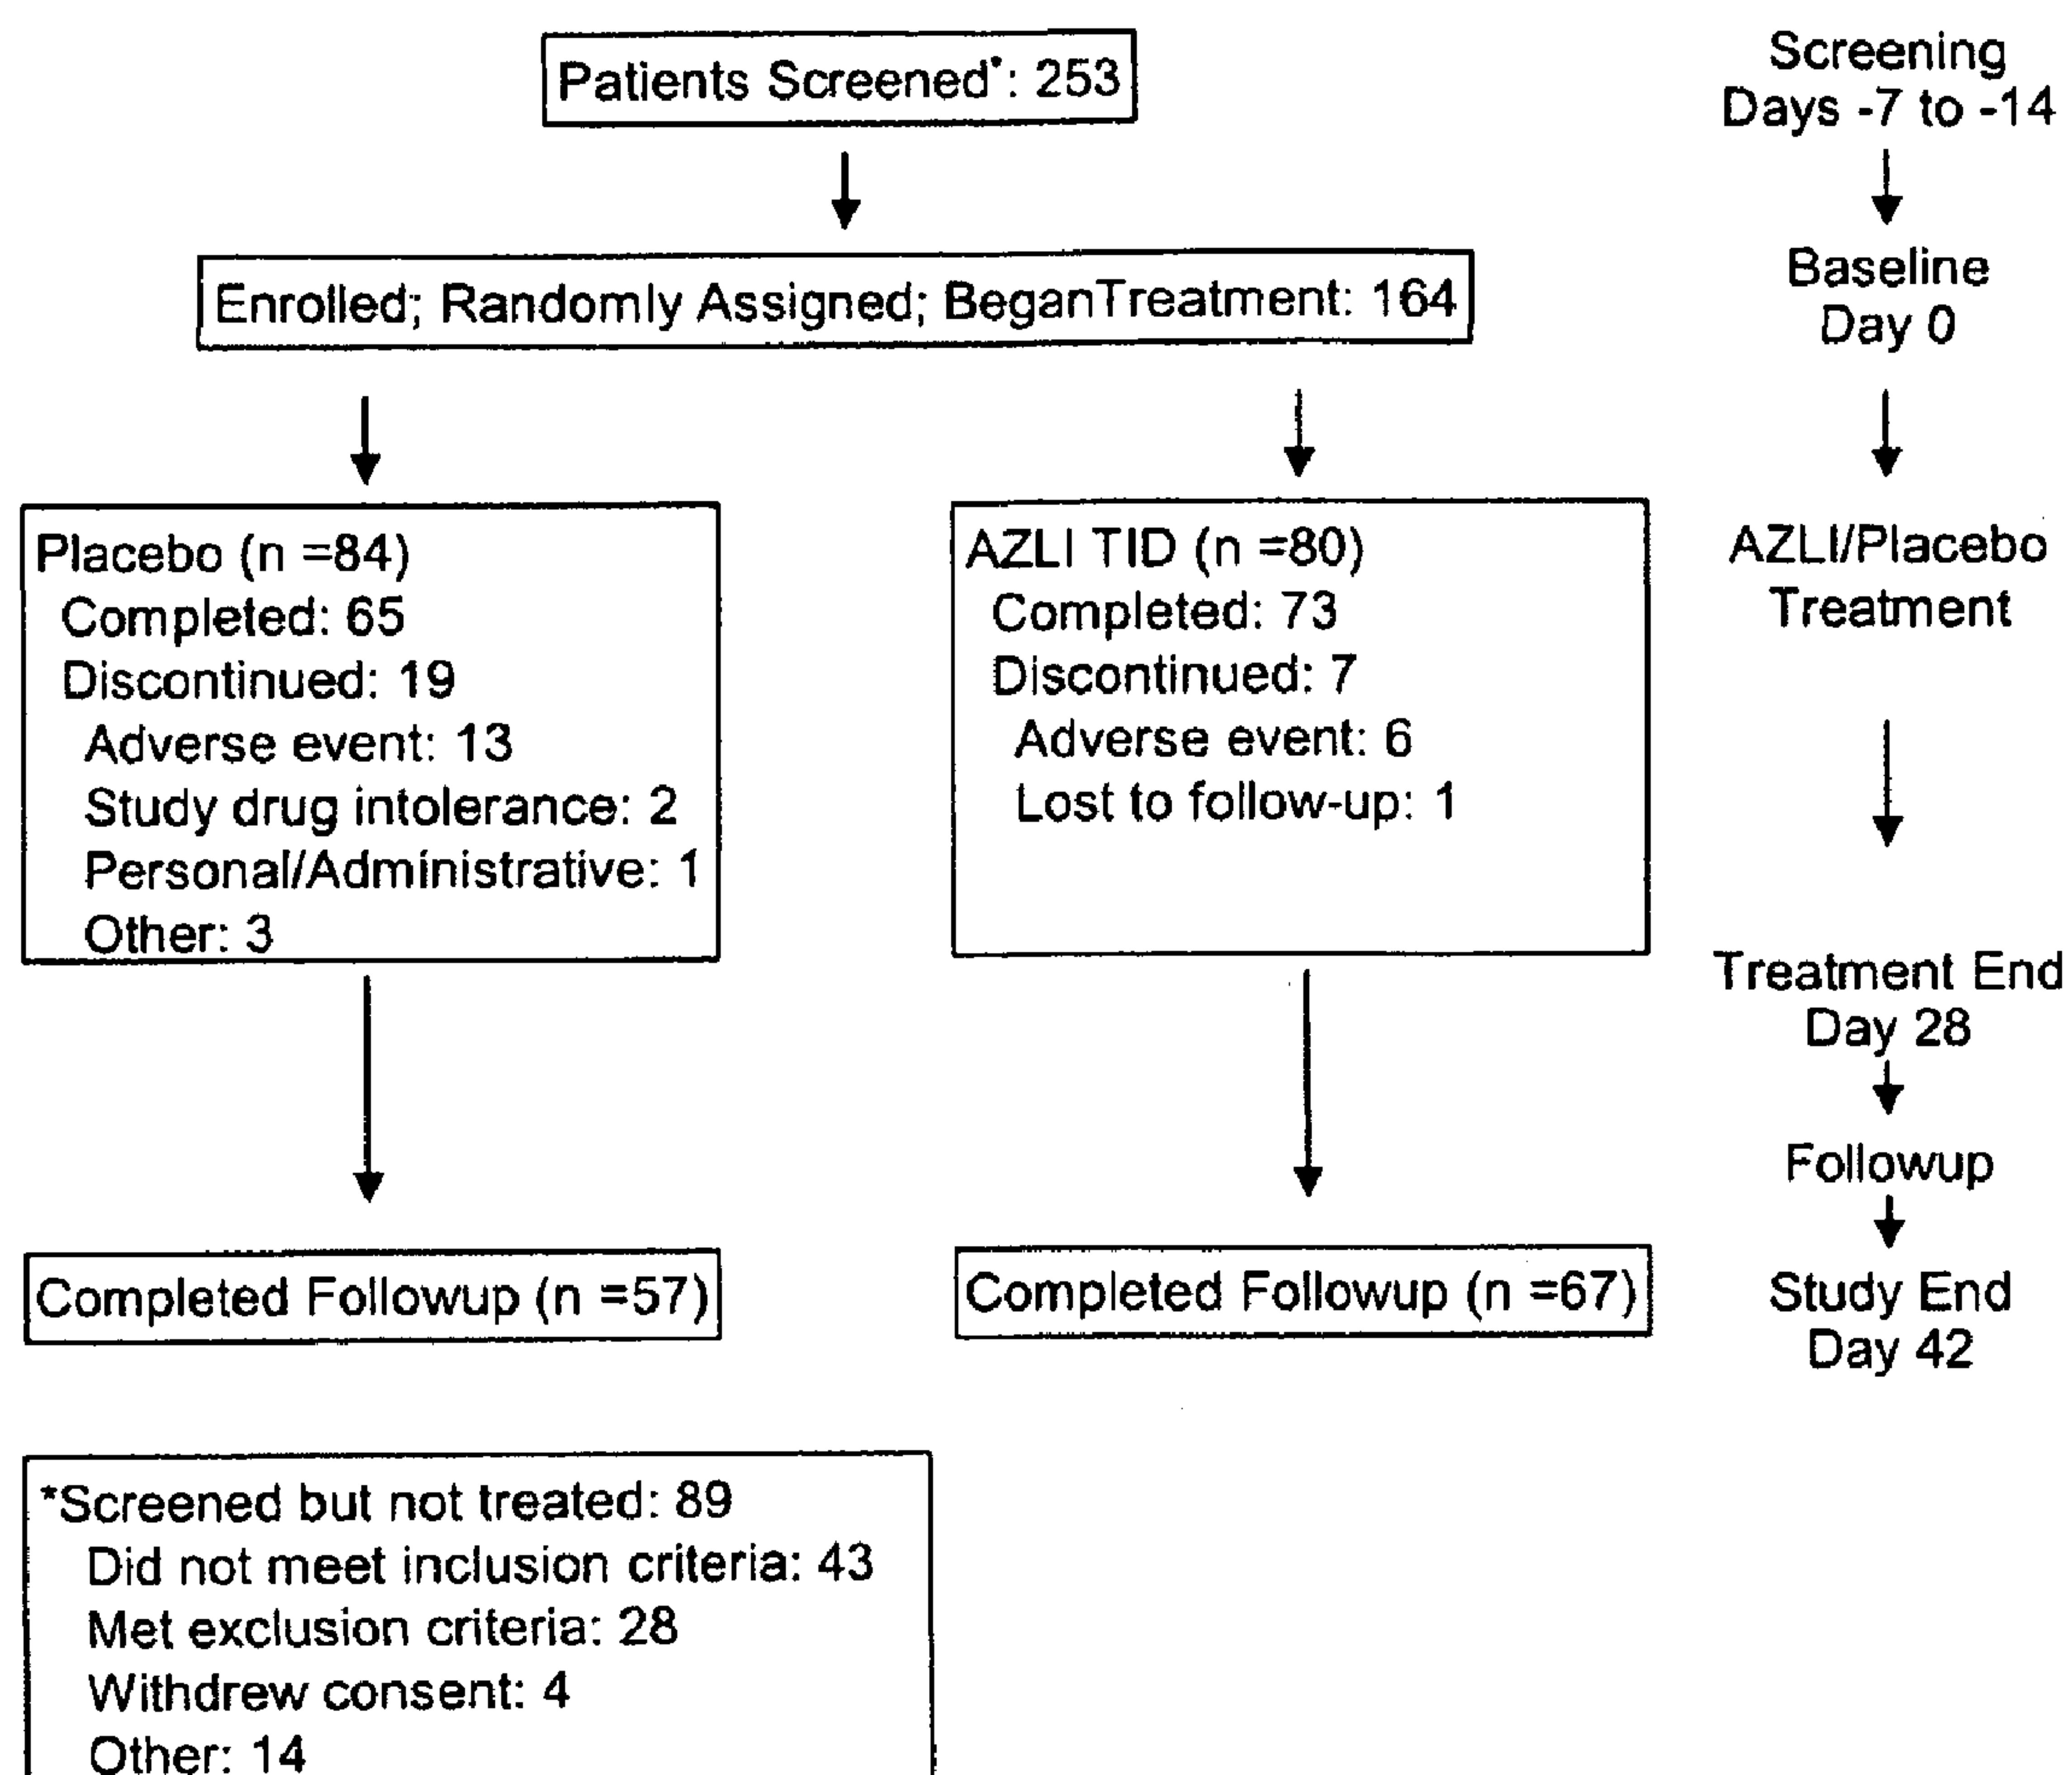 Patients Screened*: 253
Enrolled; Randomly Assigned; BeganTreatment: 164
Placebo (n =84)
Completed: 65
Discontinued: 19
Adverse event: 13
Study drug intolerance: 2
Personal/Administrative: 1
Other: 3
AZLI TID (n =80)
Completed: 73
Discontinued: 7
Adverse event: 6
Lost to follow-up: 1
Completed Followup (n =57)
Completed Followup (n =67)
*Screened but not treated: 89
Did not meet inclusion criteria: 43
Met exclusion criteria: 28
Withdrew consent: 4
Other: 14
Screening
Days -7 to -14
Baseline
Day 0
AZLI/Placebo
Treatment
Treatment End
Day 28
Followup
Study End
Day 42